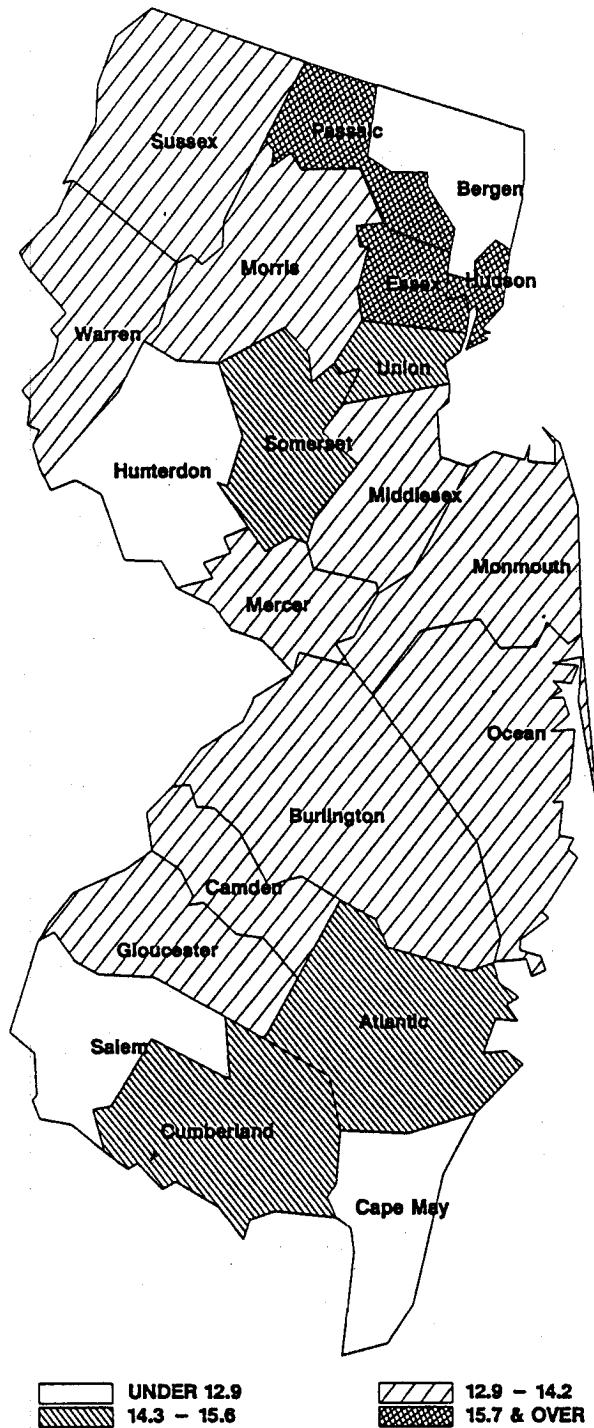 Passaic
Sussex
Bergen
Morris
Essex
Hudson
Warren
Union
Somerset
Hunterdon
Middlesex
Monmouth
Mercer
Ocean
Burlington
Camden
Gloucester
Atlantic
Salem
Cumberland
Cape May
UNDER 12.9
12.9 - 14.2
14.3 - 15.6
15.7 & OVER